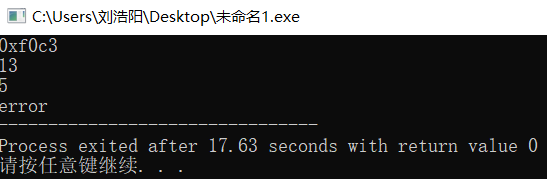 C:\Users\刘浩阳\Desktop\未命名1.exe
0xf0c3
13
5
error
--------------------------------
Process exited after 17.63 seconds with return value 0
请按任意键继续. . .